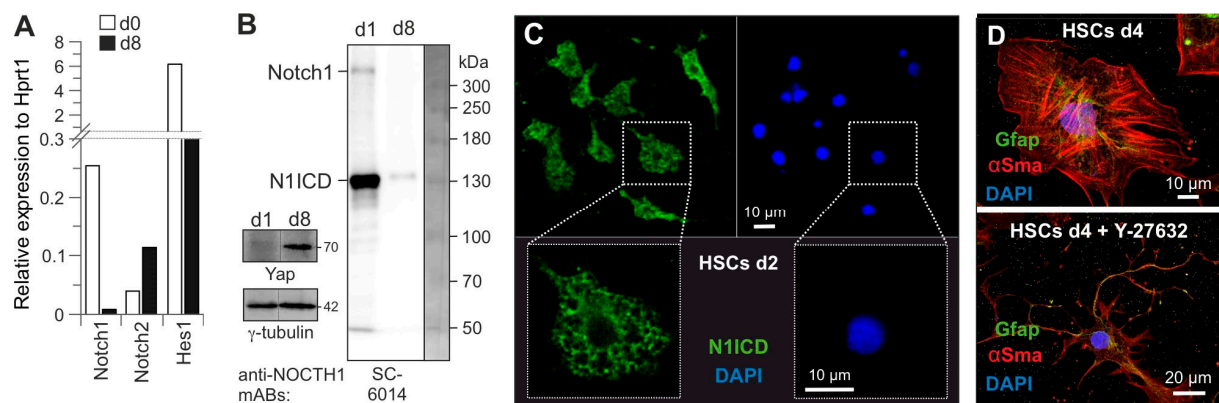 A
d0
d8
Relative expression to Hprt1
8
6
4
2
0.3
0.2
0.1
0
Notch1
Notch2
Hes1
B
d1 d8
kDa
Notch1
300
250
180
N1ICD
130
100
70
50
d1 d8
70
Yap
42
γ-tubulin
anti-NOCTH1 SC-
mABs: 6014
C
10 µm
HSCs d2
N1ICD
DAPI
10 µm
D
HSCs d4
Gfap
αSma
DAPI
10 µm
HSCs d4 + Y-27632
Gfap
αSma
DAPI
20 µm